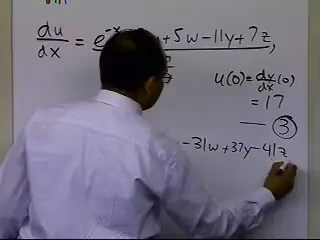 du/dx = e^-x + 5w - 11y + 7z,
u(0) = dy/dx (0)
= 17
— 3
- 31w + 37y - 41z